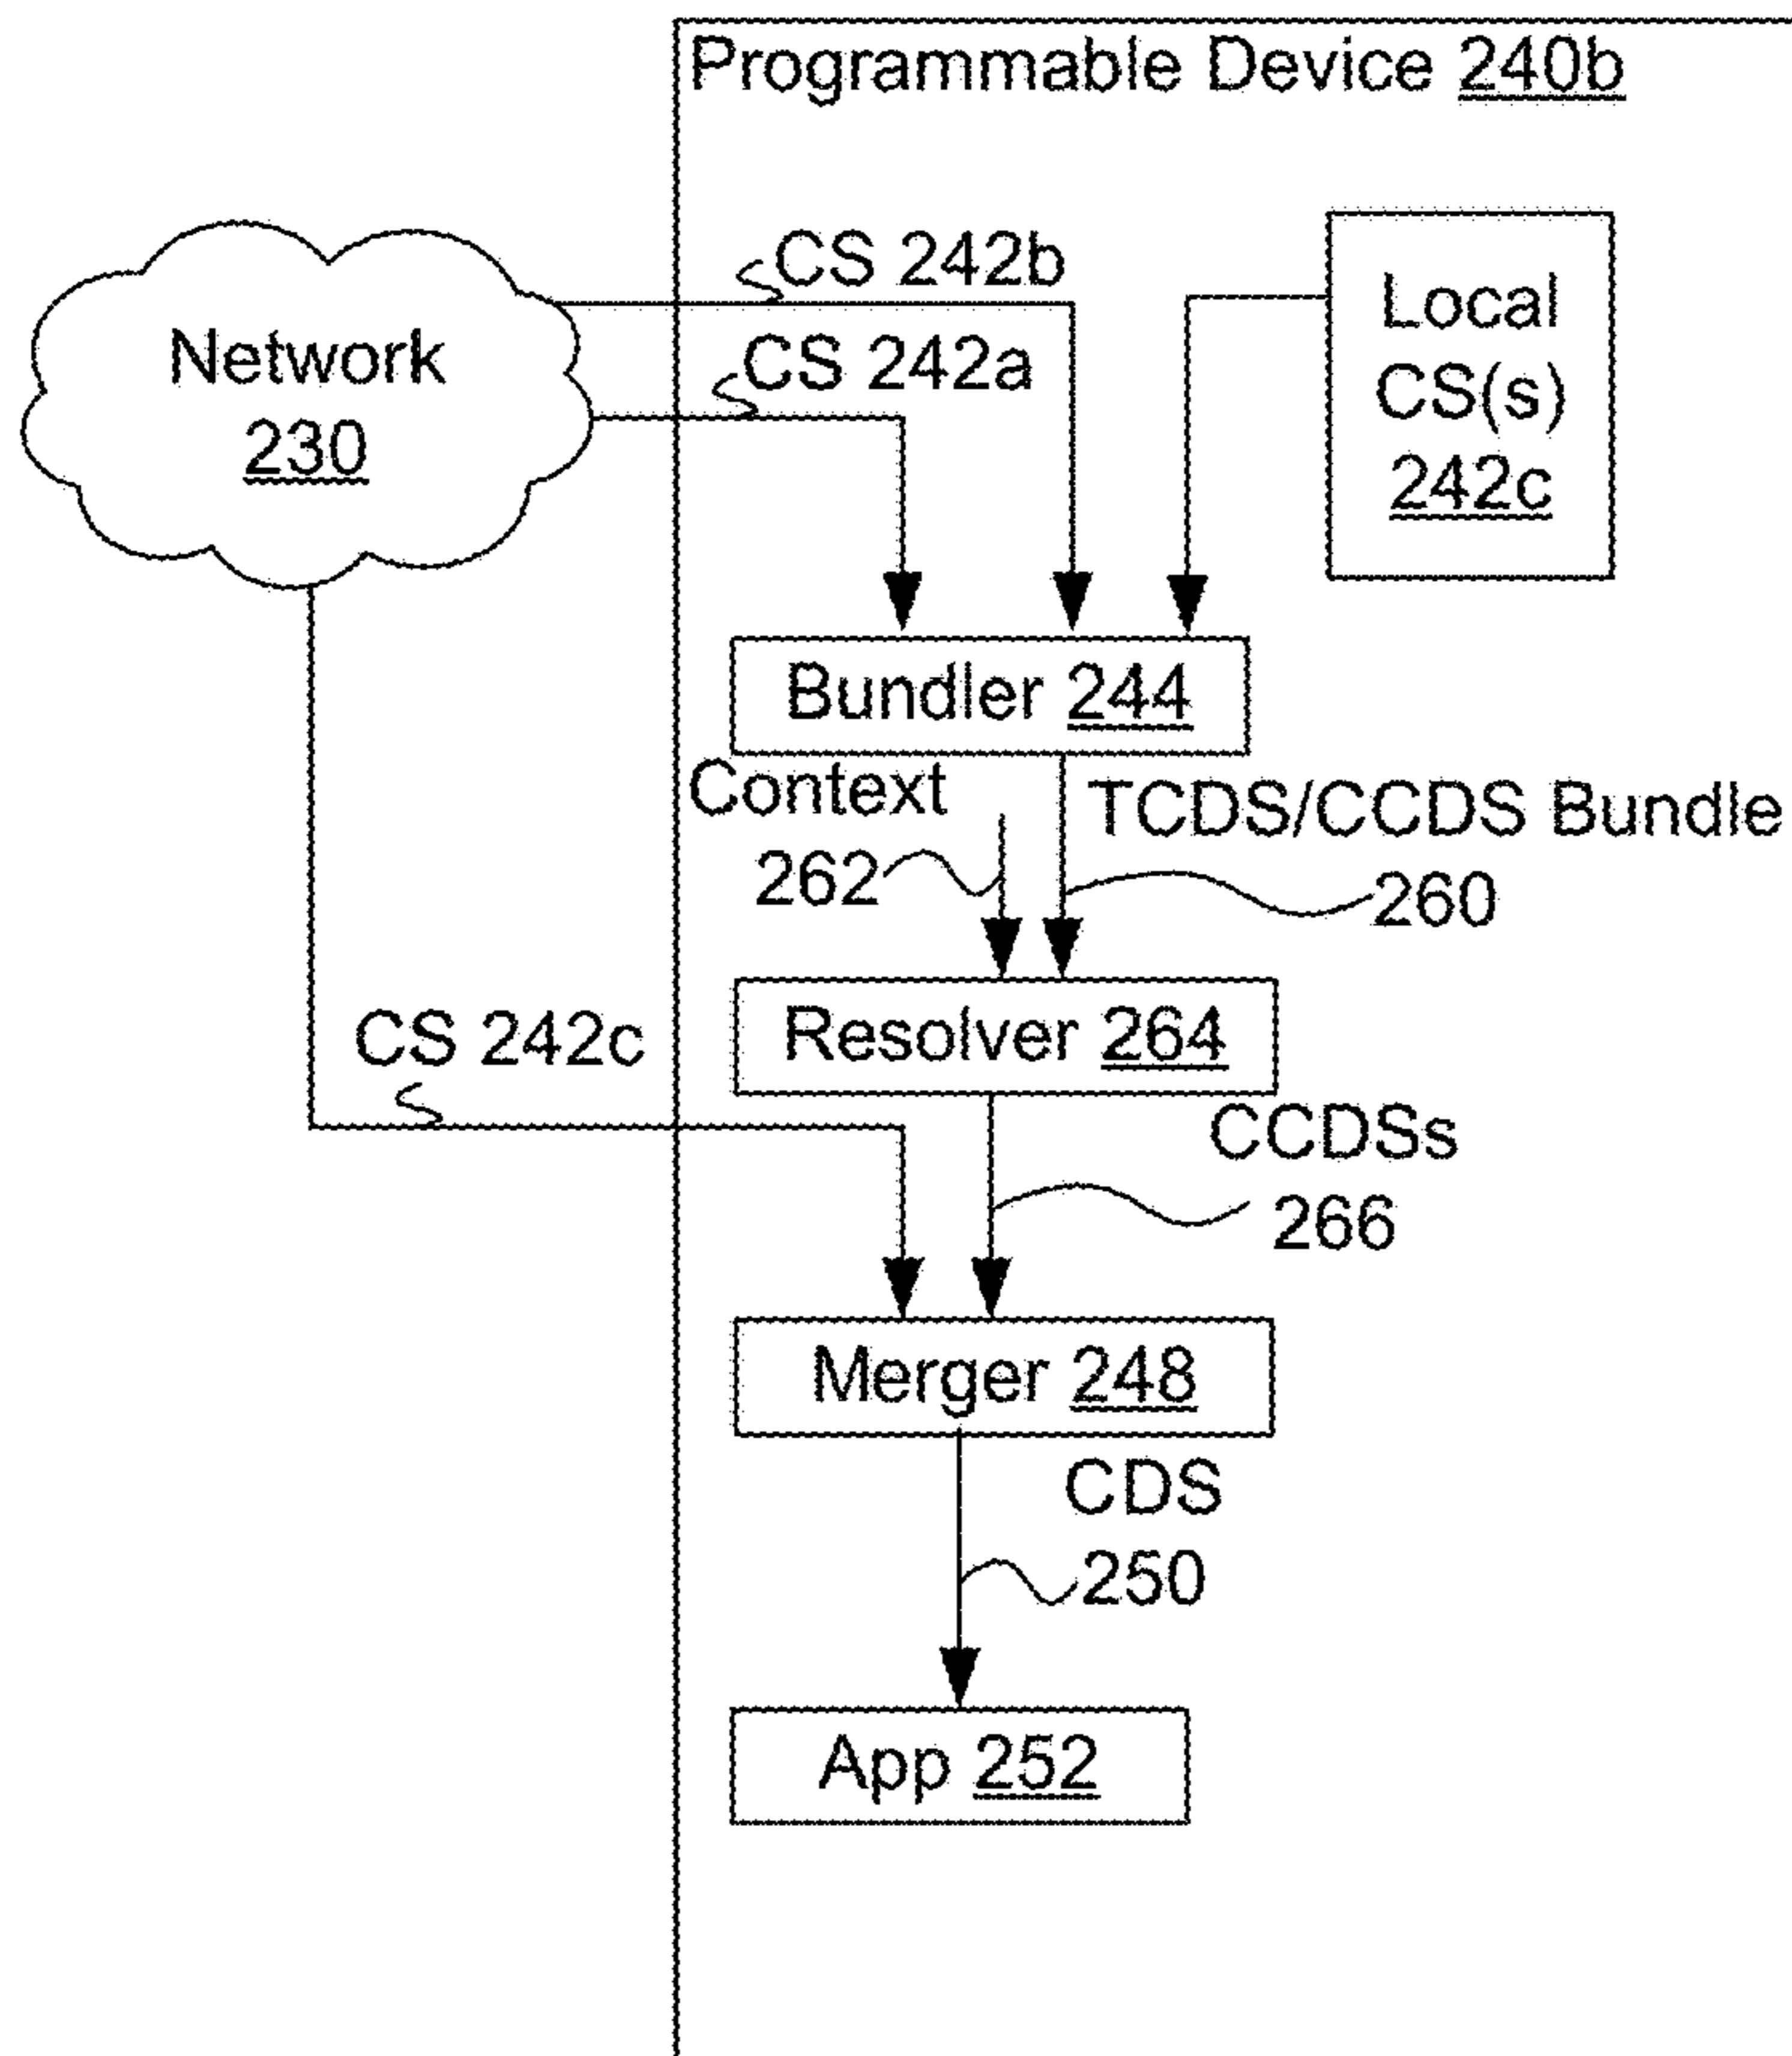 Programmable Device 240b
CS 242b
CS 242a
Network
230
Local
CS(s)
242c
Bundler 244
Context
262
TCDS/CCDS Bundle
260
Resolver 264
CS 242c
CCDSs
266
Merger 248
CDS
250
App 252